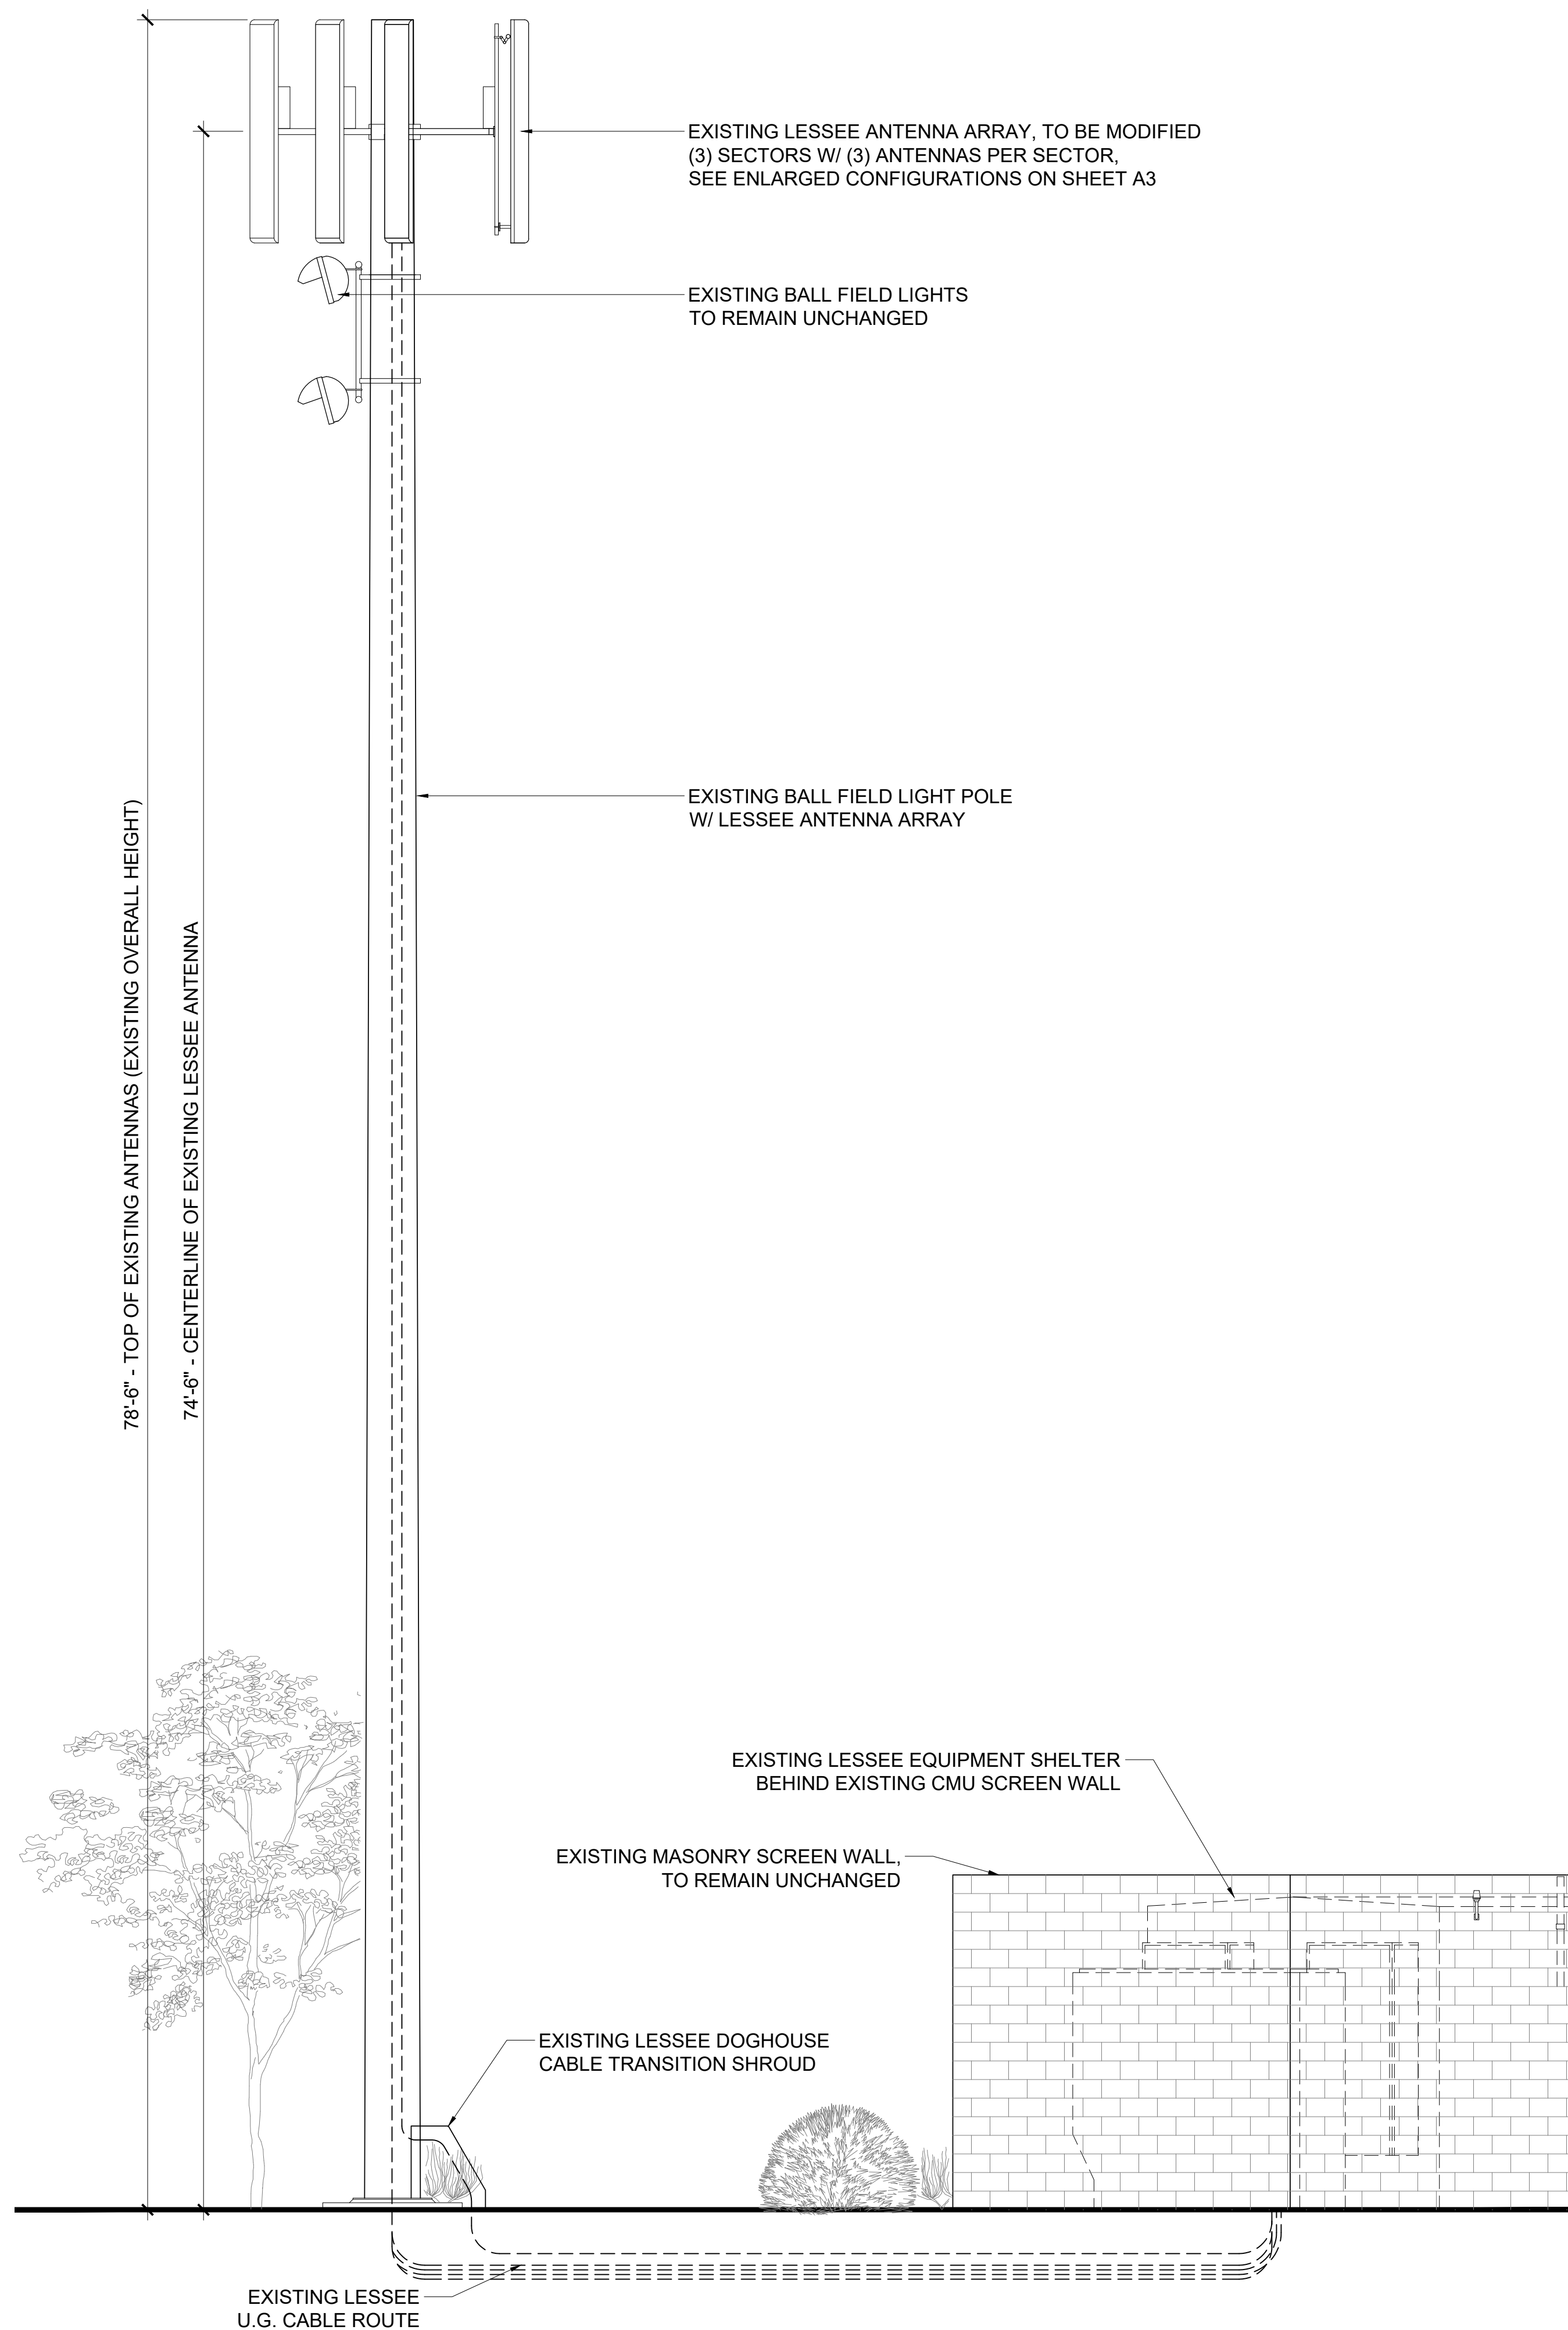 EXISTING LESSEE ANTENNA ARRAY, TO BE MODIFIED
(3) SECTORS W/ (3) ANTENNAS PER SECTOR,
SEE ENLARGED CONFIGURATIONS ON SHEET A3
EXISTING BALL FIELD LIGHTS
TO REMAIN UNCHANGED
EXISTING BALL FIELD LIGHT POLE
W/ LESSEE ANTENNA ARRAY
78'-6" - TOP OF EXISTING ANTENNAS (EXISTING OVERALL HEIGHT)
74'-6" - CENTERLINE OF EXISTING LESSEE ANTENNA
EXISTING LESSEE EQUIPMENT SHELTER
BEHIND EXISTING CMU SCREEN WALL
EXISTING MASONRY SCREEN WALL,
TO REMAIN UNCHANGED
EXISTING LESSEE DOGHOUSE
CABLE TRANSITION SHROUD
EXISTING LESSEE
U.G. CABLE ROUTE